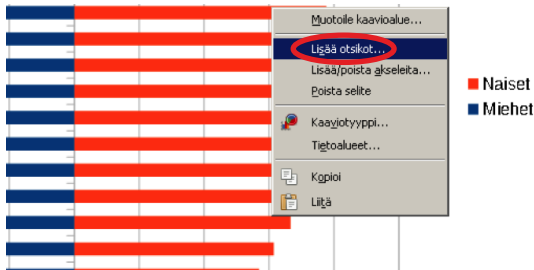 Muotoile kaavioalue...
Lisää otsikot...
Lisää/poista akseleita...
Poista selite
Kaaviotyyppi...
Tietoalueet...
Kopioi
Liitä
Naiset
Miehet